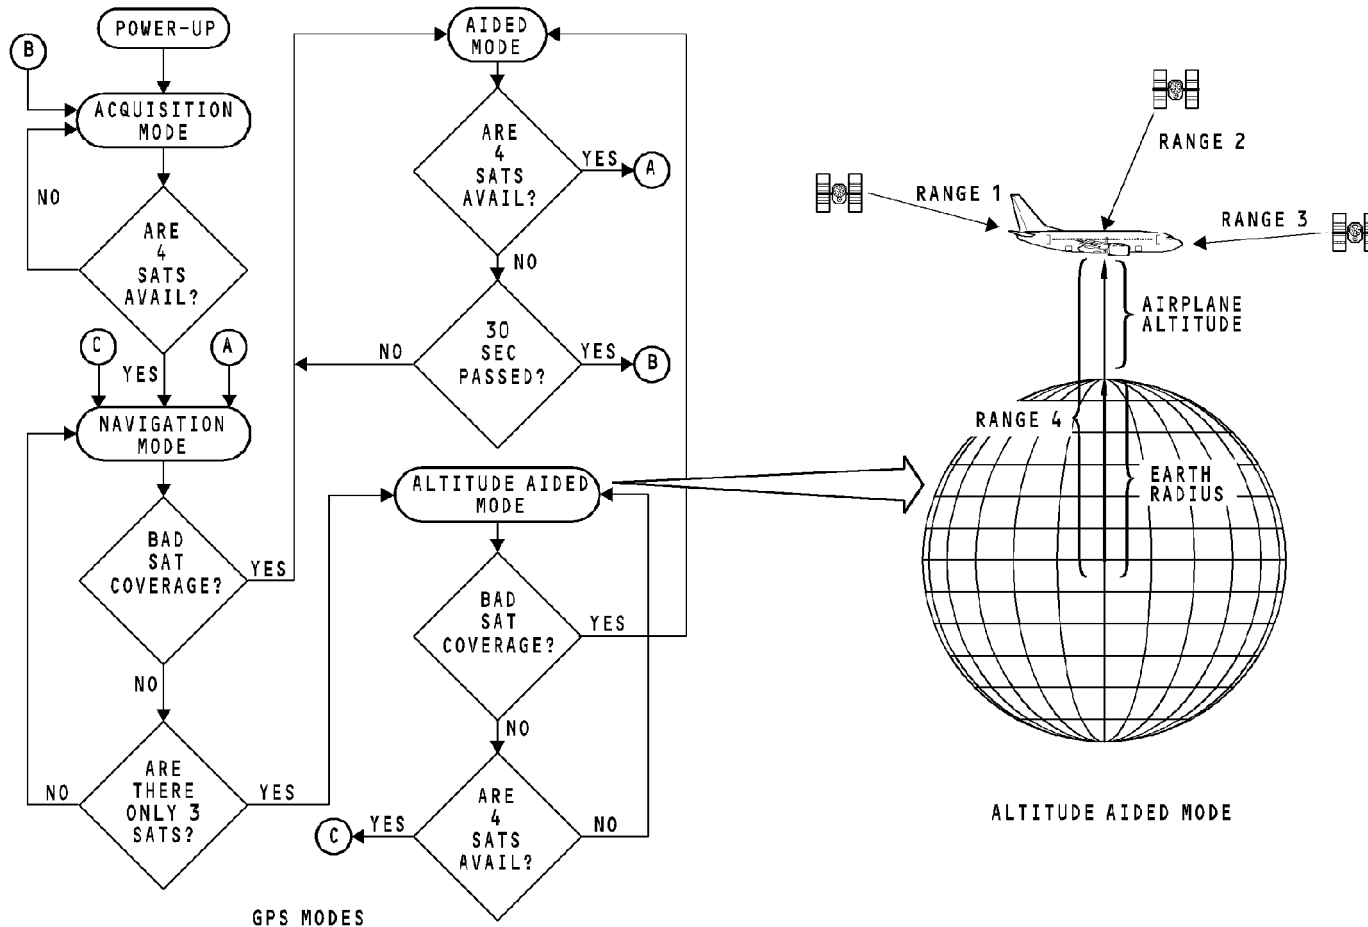 POWER-UP
B
ACQUISITION
MODE
NO
ARE
4
SATS
AVAIL?
C
YES
A
NAVIGATION
MODE
BAD
SAT
COVERAGE?
YES
NO
ARE
THERE
ONLY 3
SATS?
NO
YES
AIDED
MODE
ARE
4
SATS
AVAIL?
YES
A
NO
30
SEC
PASSED?
NO
YES
B
ALTITUDE AIDED
MODE
BAD
SAT
COVERAGE?
YES
NO
ARE
4
SATS
AVAIL?
YES
C
NO
GPS MODES
RANGE 2
RANGE 1
RANGE 3
AIRPLANE
ALTITUDE
RANGE 4
EARTH
RADIUS
ALTITUDE AIDED MODE